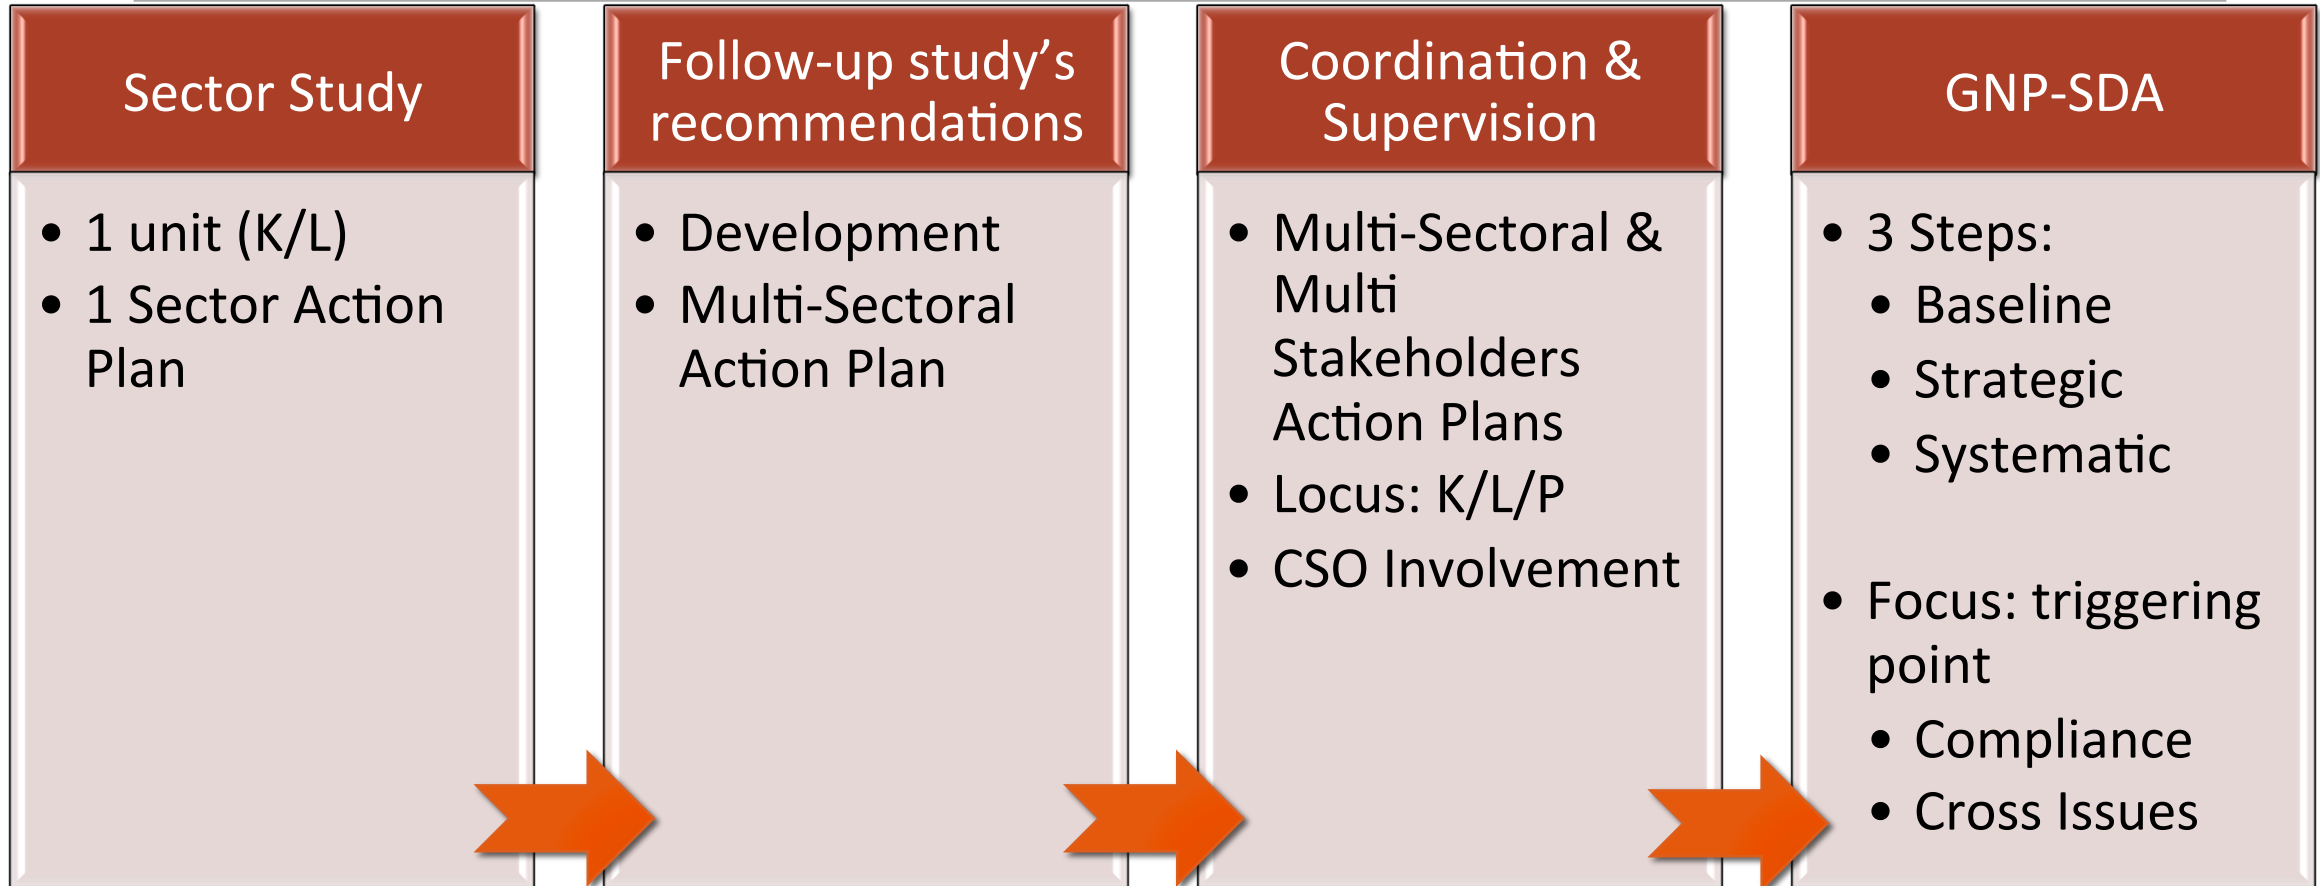 Sector Study
• 1 unit (K/L)
• 1 Sector Action
Plan
Follow-up study’s
recommendations
• Development
• Multi-Sectoral
Action Plan
Coordination &
Supervision
• Multi-Sectoral &
Multi
Stakeholders
Action Plans
• Locus: K/L/P
• CSO Involvement
GNP-SDA
• 3 Steps:
• Baseline
• Strategic
• Systematic
• Focus: triggering
point
• Compliance
• Cross Issues